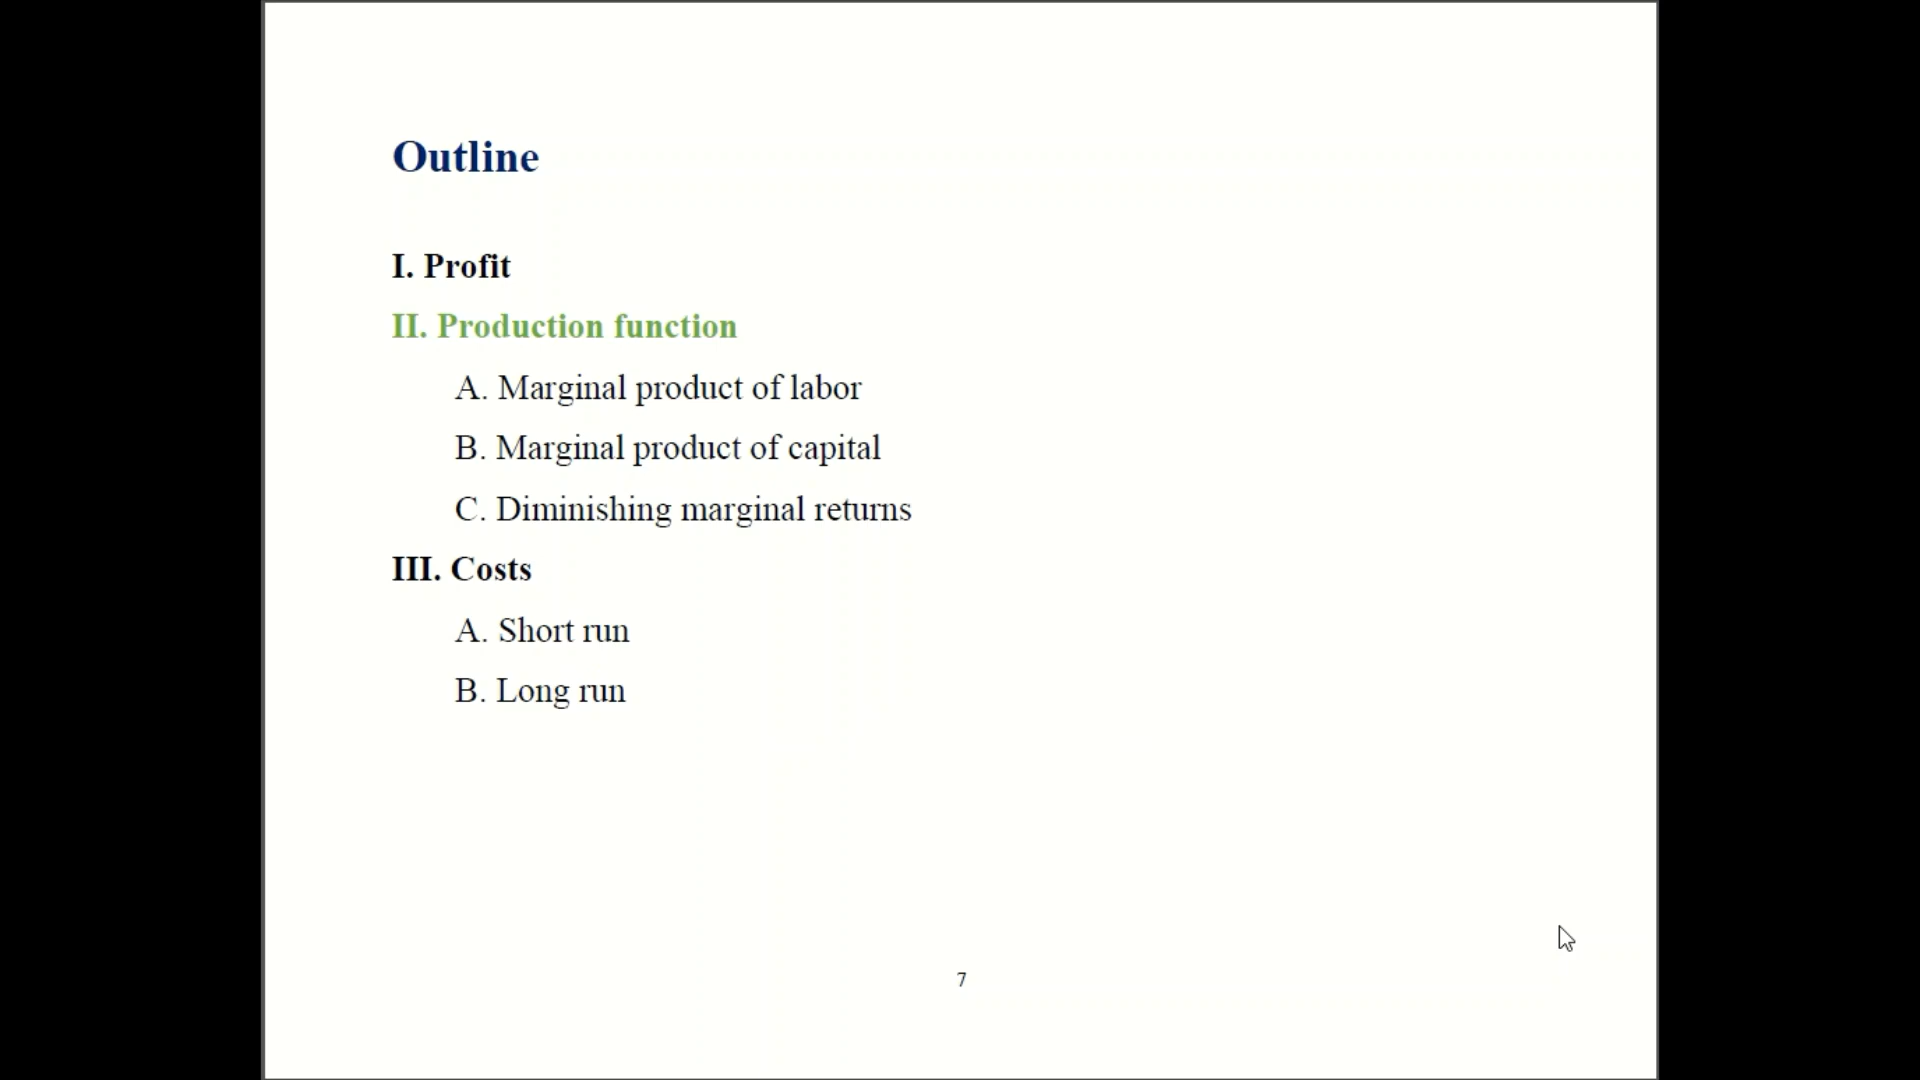 Outline
I. Profit
II. Production function
A. Marginal product of labor
B. Marginal product of capital
C. Diminishing marginal returns
III. Costs
A. Short run
B. Long run
7